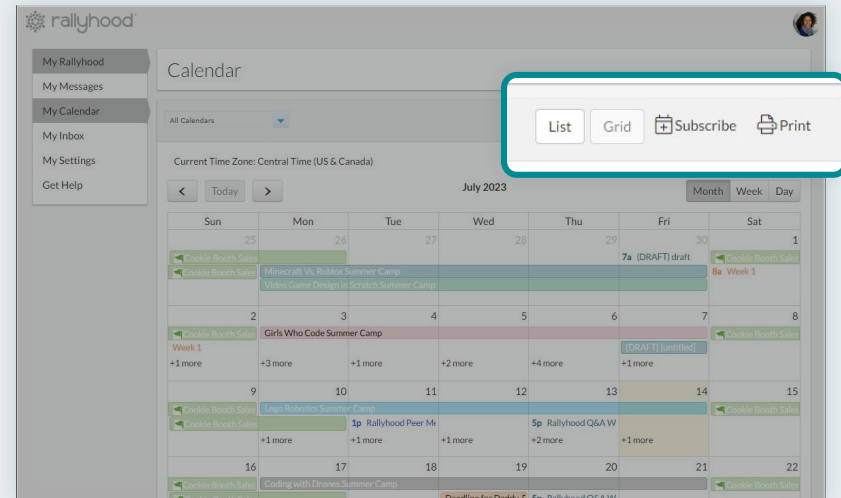 rallyhood
My Rallyhood
My Messages
My Calendar
My Inbox
My Settings
Get Help
Calendar
All Calendars
List Grid Subscribe Print
Current Time Zone: Central Time (US & Canada)
Today July 2023 Month Week Day
Sun Mon Tue Wed Thu Fri Sat
25 26 27 28 29 30 1
Cookie Booth Sales 7a (DRAFT) draft Cookie Booth Sales
Cookie Booth Sales Minecraft Vs. Roblox Summer Camp 8a Week 1
Video Game Design in Scratch Summer Camp
2 3 4 5 6 7 8
Cookie Booth Sales Girls Who Code Summer Camp Cookie Booth Sales
Week 1 (DRAFT) [untitled]
+1 more +3 more +1 more +2 more +4 more +1 more
9 10 11 12 13 14 15
Cookie Booth Sales Lego Robotics Summer Camp Cookie Booth Sales
Cookie Booth Sales 1p Rallyhood Peer Me 5p Rallyhood Q&A W
+1 more +1 more +1 more +2 more +1 more
16 17 18 19 20 21 22
Cookie Booth Sales Coding with Drones Summer Camp Cookie Booth Sales